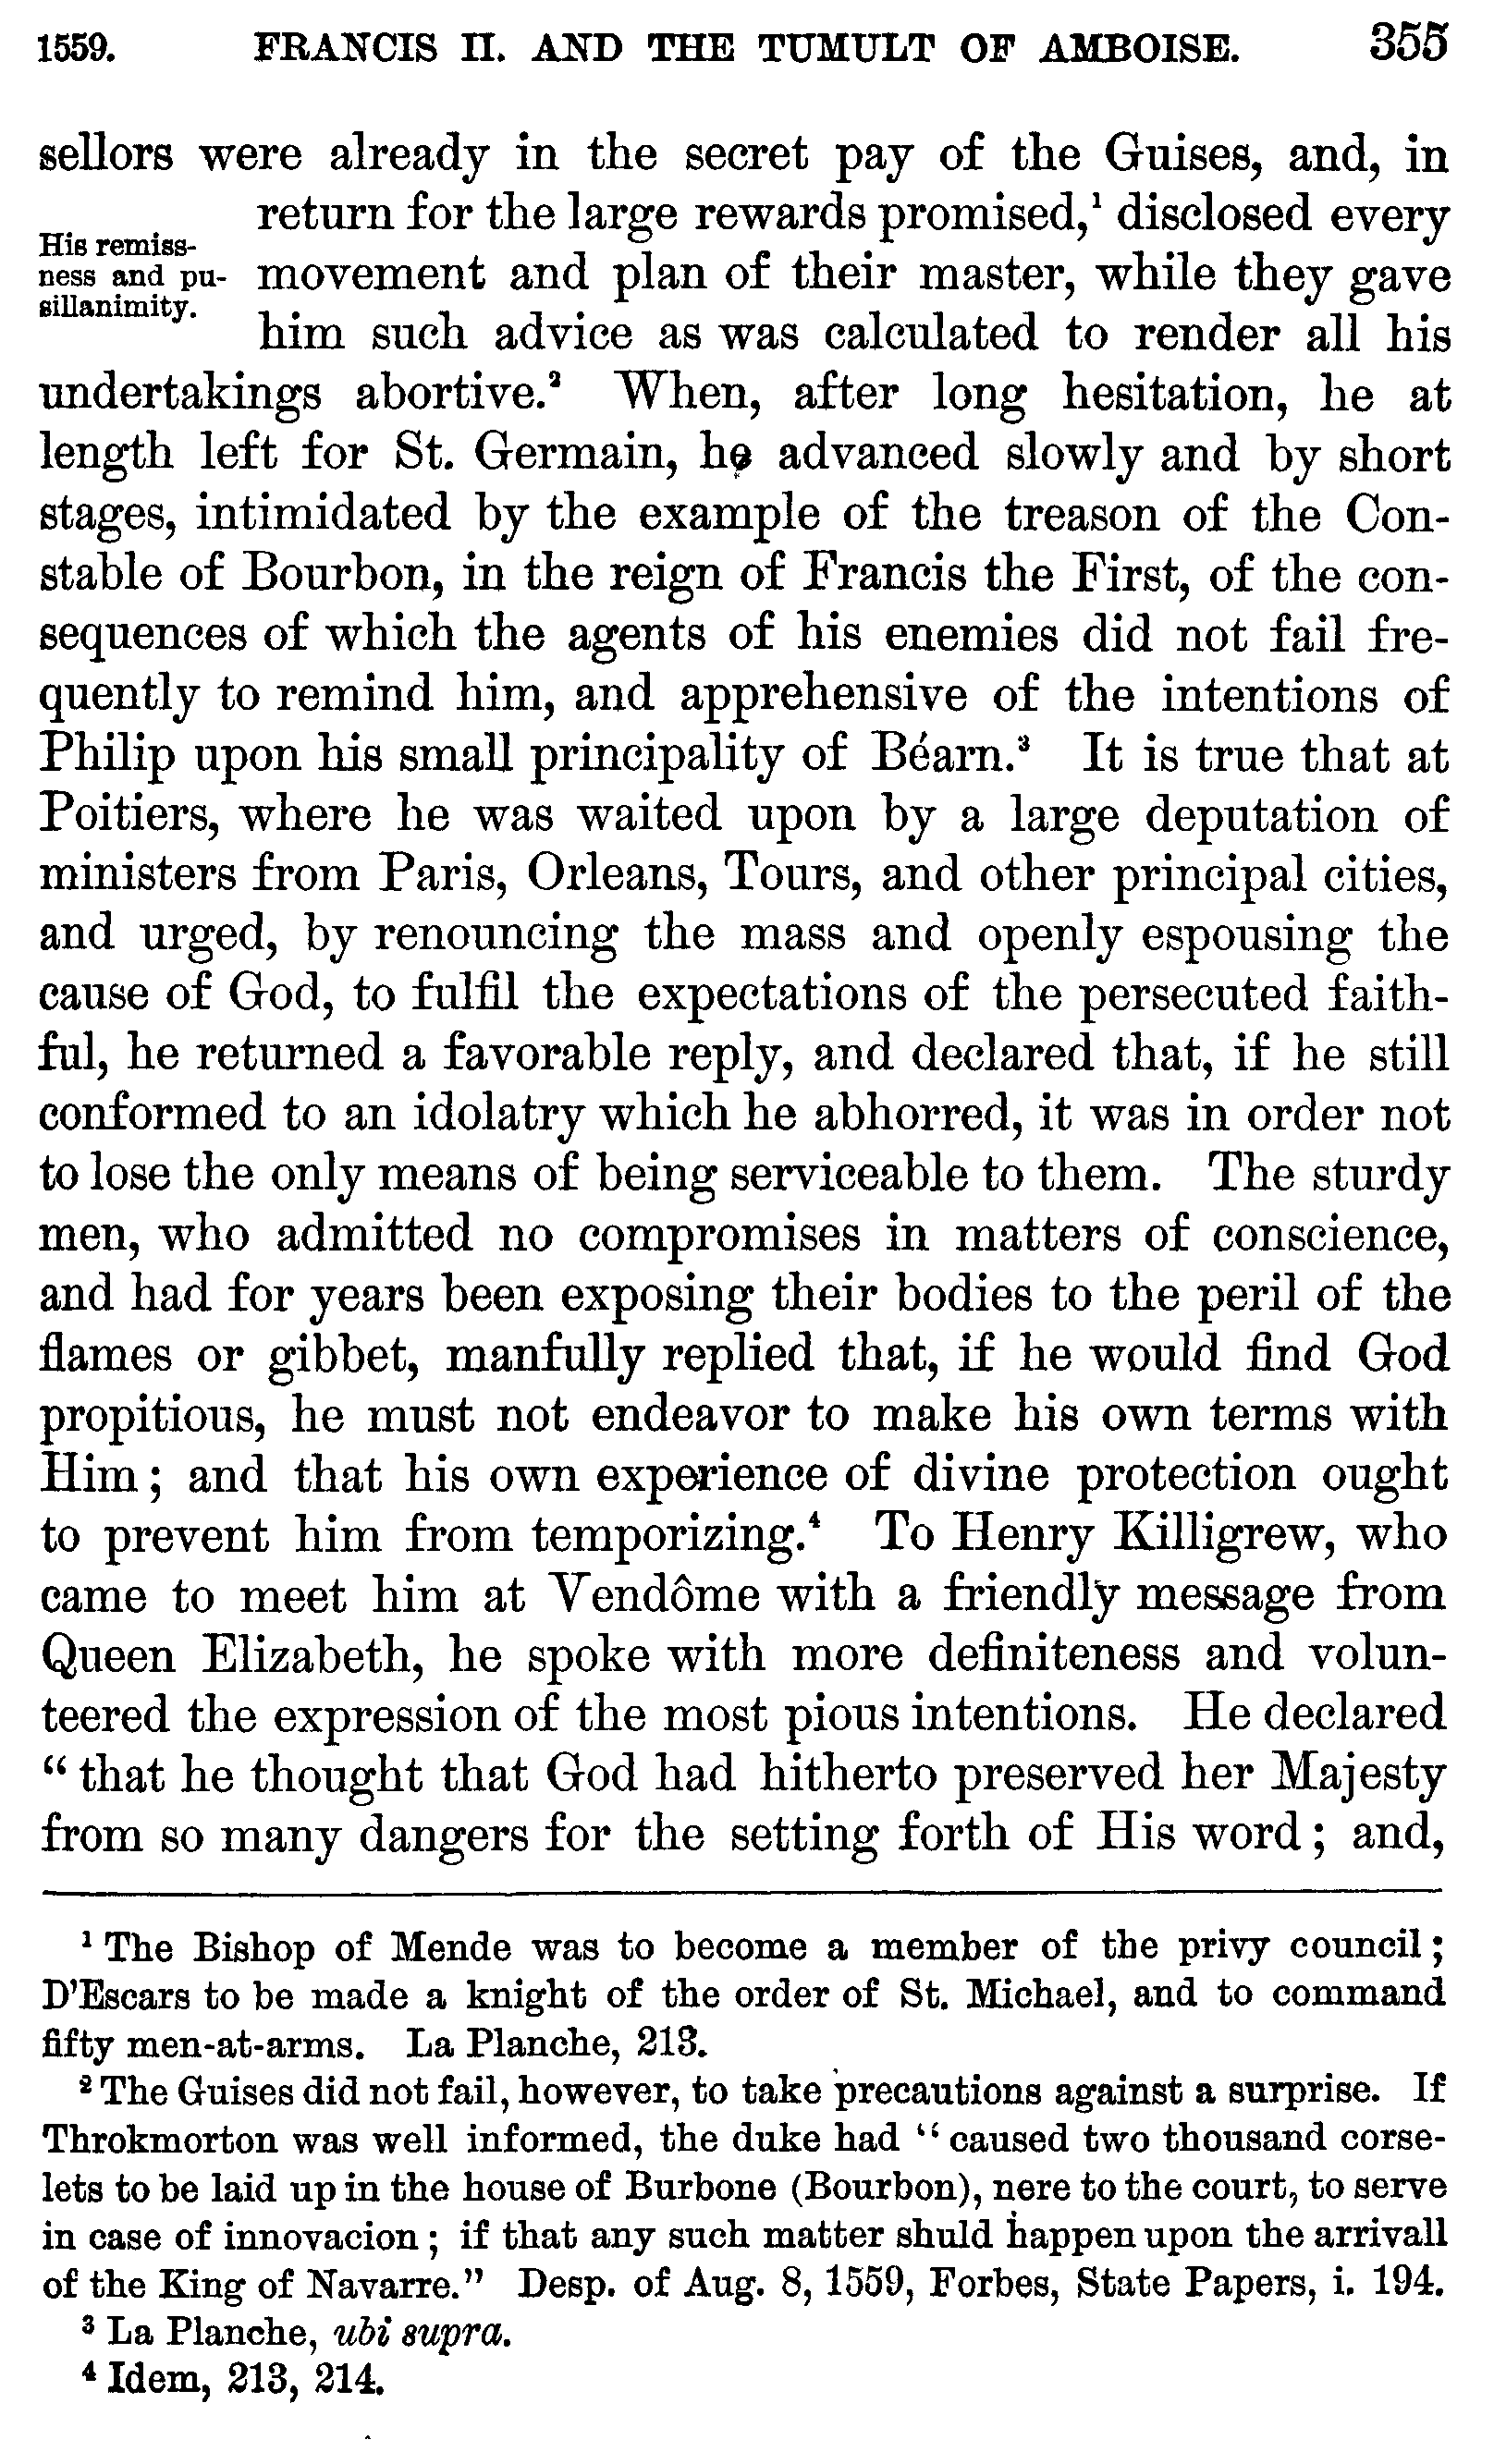 1559. FRANCIS II. AND THE TUMULT OF AMBOISE. 355
sellors were already in the secret pay of the Guises, and, in
return for the large rewards promised,¹ disclosed every
His remiss-
ness and pu-
sillanimity.
movement and plan of their master, while they gave
him such advice as was calculated to render all his
undertakings abortive.² When, after long hesitation, he at
length left for St. Germain, he advanced slowly and by short
stages, intimidated by the example of the treason of the Con-
stable of Bourbon, in the reign of Francis the First, of the con-
sequences of which the agents of his enemies did not fail fre-
quently to remind him, and apprehensive of the intentions of
Philip upon his small principality of Béarn.³ It is true that at
Poitiers, where he was waited upon by a large deputation of
ministers from Paris, Orleans, Tours, and other principal cities,
and urged, by renouncing the mass and openly espousing the
cause of God, to fulfil the expectations of the persecuted faith-
ful, he returned a favorable reply, and declared that, if he still
conformed to an idolatry which he abhorred, it was in order not
to lose the only means of being serviceable to them. The sturdy
men, who admitted no compromises in matters of conscience,
and had for years been exposing their bodies to the peril of the
flames or gibbet, manfully replied that, if he would find God
propitious, he must not endeavor to make his own terms with
Him; and that his own experience of divine protection ought
to prevent him from temporizing.⁴ To Henry Killigrew, who
came to meet him at Vendôme with a friendly message from
Queen Elizabeth, he spoke with more definiteness and volun-
teered the expression of the most pious intentions. He declared
“that he thought that God had hitherto preserved her Majesty
from so many dangers for the setting forth of His word; and,
¹ The Bishop of Mende was to become a member of the privy council;
D'Escars to be made a knight of the order of St. Michael, and to command
fifty men-at-arms. La Planche, 213.
² The Guises did not fail, however, to take precautions against a surprise. If
Throkmorton was well informed, the duke had “caused two thousand corse-
lets to be laid up in the house of Burbone (Bourbon), nere to the court, to serve
in case of innovacion; if that any such matter shuld happen upon the arrivall
of the King of Navarre.” Desp. of Aug. 8, 1559, Forbes, State Papers, i. 194.
³ La Planche, ubi supra.
⁴ Idem, 213, 214.